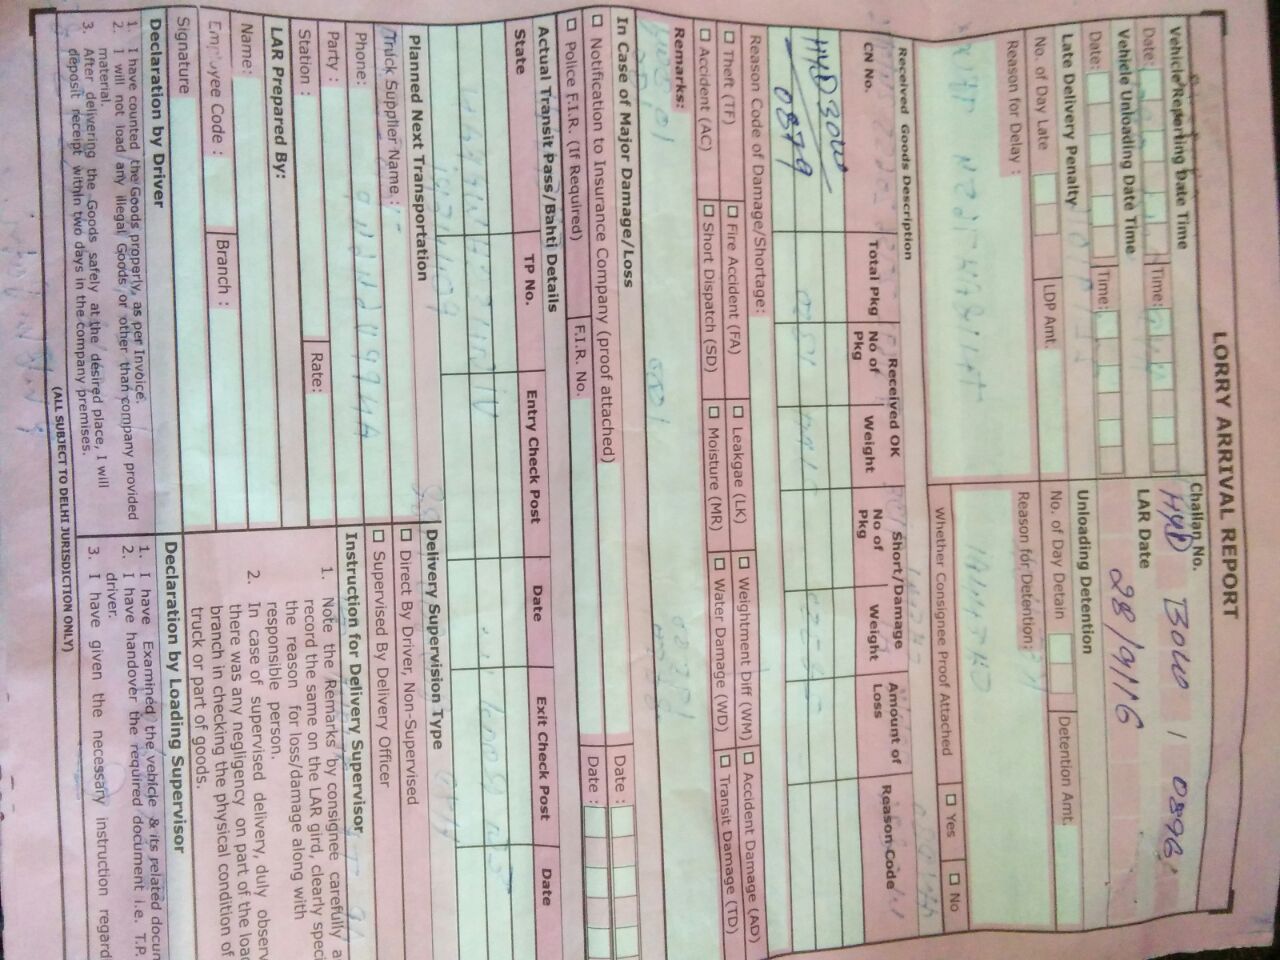 LORRY ARRIVAL REPORT
Vehicle Reporting Date Time
Date: Time:
Vehicle Unloading Date Time
Date: Time:
Late Delivery Penalty
No. of Day Late LDP Amt.
Reason for Delay :
Challan No.
HYD BOW / 0896
LAR Date
28/9/16
Unloading Detention
No. of Day Detain Detention Amt.
Reason for Detention:
Whether Consignee Proof Attached Yes No
Received Goods Description
CN No. Total Pkg Received OK No of Pkg Weight Short/Damage No of Pkg Weight Amount of Loss Reason Code
HYD BOW
0879
Reason Code of Damage/Shortage:
Theft (TF) Fire Accident (FA) Leakgae (LK) Weightment Diff (WM) Accident Damage (AD)
Accident (AC) Short Dispatch (SD) Moisture (MR) Water Damage (WD) Transit Damage (TD)
Remarks:
In Case of Major Damage/Loss
Notification to Insurance Company (proof attached) Date :
Police F.I.R. (If Required) F.I.R. No. Date :
Actual Transit Pass/Bahti Details
State TP No. Entry Check Post Date Exit Check Post Date
Planned Next Transportation
Truck Supplier Name :
Phone:
Party :
Station : Rate:
LAR Prepared By:
Name:
Employee Code : Branch :
Signature
Delivery Supervision Type
Direct By Driver, Non-Supervised
Supervised By Delivery Officer
Instruction for Delivery Supervisor
1. Note the Remarks by consignee carefully a
record the same on the LAR gird, clearly speci
the reason for loss/damage along with
responsible person.
2. In case of supervised delivery, duly observ
there was any negligency on part of the loa
branch in checking the physical condition of
truck or part of goods.
Declaration by Driver
1. I have counted the Goods properly, as per Invoice.
2. I will not load any illegal Goods or other than company provided
material.
3. After delivering the Goods safely at the desired place, I will
deposit receipt within two days in the company premises.
Declaration by Loading Supervisor
1. I have Examined the vehicle & its related docum
2. I have handover the required document i.e. T.P.
driver.
3. I have given the necessary instruction regardi
(ALL SUBJECT TO DELHI JURISDICTION ONLY)